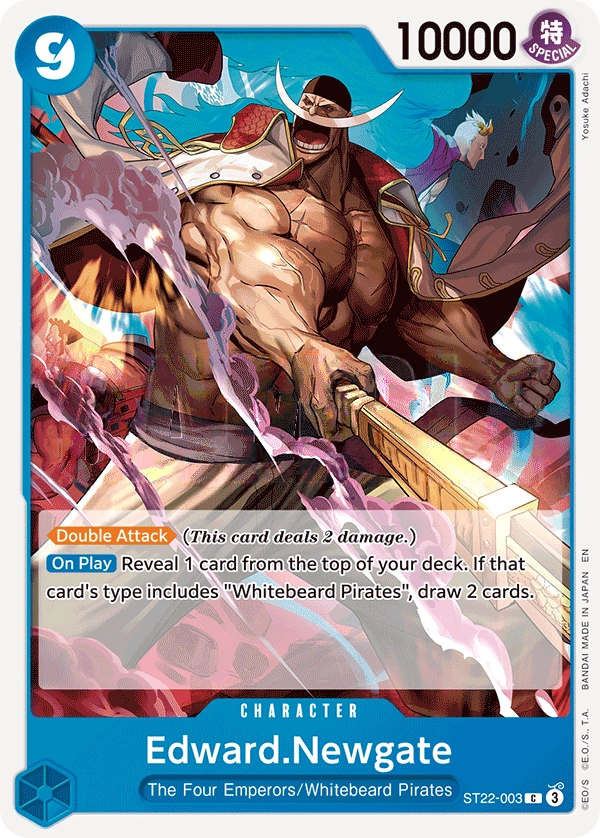 9
10000
特
SPECIAL
Yosuke Adachi
Double Attack (This card deals 2 damage.)
On Play Reveal 1 card from the top of your deck. If that
card's type includes "Whitebeard Pirates", draw 2 cards.
BANDAI MADE IN JAPAN EN
©EO/S ©E.O./S., T.A.
CHARACTER
Edward.Newgate
The Four Emperors/Whitebeard Pirates
ST22-003 C 3